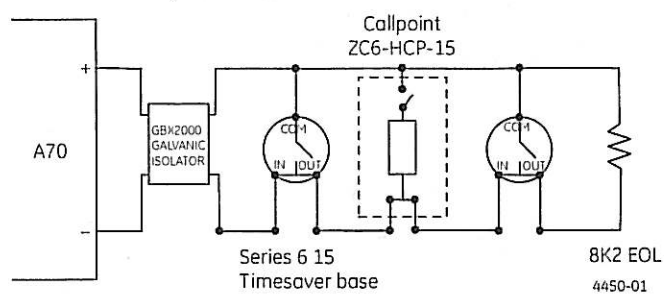 Callpoint
ZC6-HCP-15
+
A70
GBX2000
GALVANIC
ISOLATOR
COM
IN OUT
COM
IN OUT
-
Series 6 15
Timesaver base
8K2 EOL
4450-01